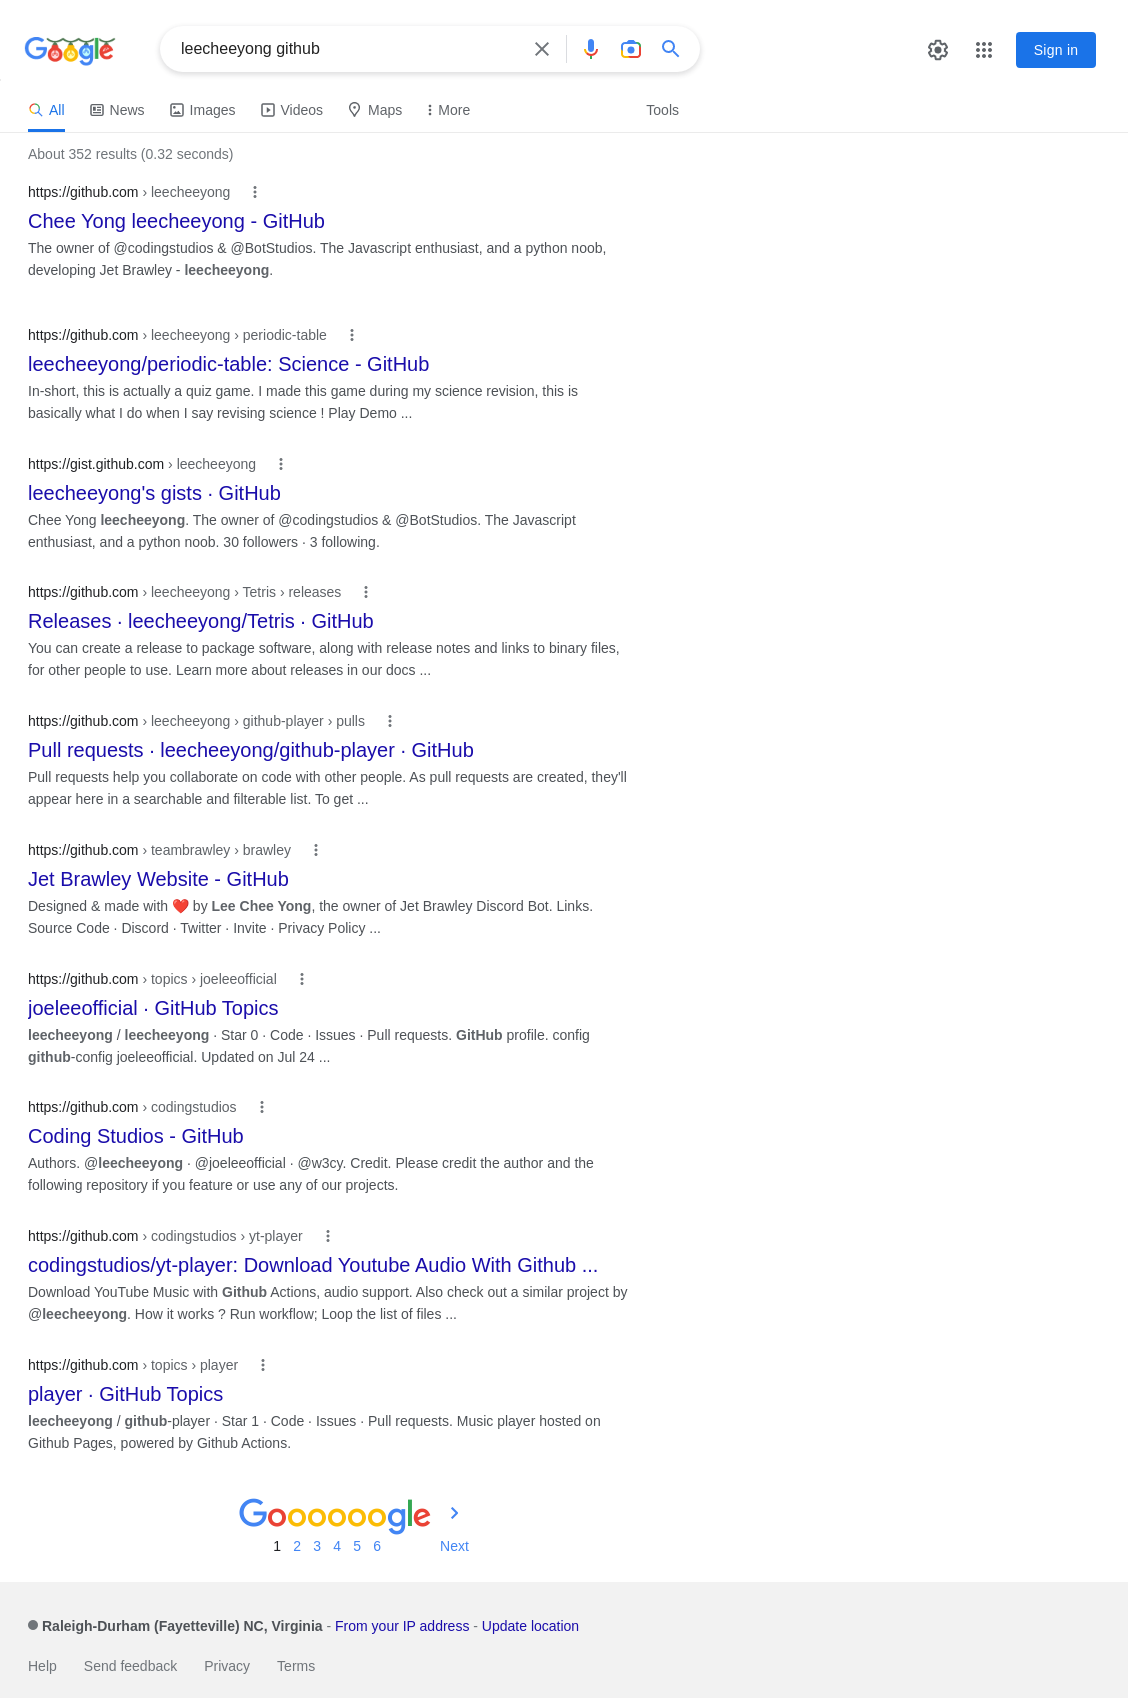 Google
leecheeyong github
Sign in
All News Images Videos Maps More Tools
About 352 results (0.32 seconds)
https://github.com › leecheeyong
Chee Yong leecheeyong - GitHub
The owner of @codingstudios & @BotStudios. The Javascript enthusiast, and a python noob,
developing Jet Brawley - leecheeyong.
https://github.com › leecheeyong › periodic-table
leecheeyong/periodic-table: Science - GitHub
In-short, this is actually a quiz game. I made this game during my science revision, this is
basically what I do when I say revising science ! Play Demo ...
https://gist.github.com › leecheeyong
leecheeyong's gists · GitHub
Chee Yong leecheeyong. The owner of @codingstudios & @BotStudios. The Javascript
enthusiast, and a python noob. 30 followers · 3 following.
https://github.com › leecheeyong › Tetris › releases
Releases · leecheeyong/Tetris · GitHub
You can create a release to package software, along with release notes and links to binary files,
for other people to use. Learn more about releases in our docs ...
https://github.com › leecheeyong › github-player › pulls
Pull requests · leecheeyong/github-player · GitHub
Pull requests help you collaborate on code with other people. As pull requests are created, they'll
appear here in a searchable and filterable list. To get ...
https://github.com › teambrawley › brawley
Jet Brawley Website - GitHub
Designed & made with ❤️ by Lee Chee Yong, the owner of Jet Brawley Discord Bot. Links.
Source Code · Discord · Twitter · Invite · Privacy Policy ...
https://github.com › topics › joeleeofficial
joeleeofficial · GitHub Topics
leecheeyong / leecheeyong · Star 0 · Code · Issues · Pull requests. GitHub profile. config
github-config joeleeofficial. Updated on Jul 24 ...
https://github.com › codingstudios
Coding Studios - GitHub
Authors. @leecheeyong · @joeleeofficial · @w3cy. Credit. Please credit the author and the
following repository if you feature or use any of our projects.
https://github.com › codingstudios › yt-player
codingstudios/yt-player: Download Youtube Audio With Github ...
Download YouTube Music with Github Actions, audio support. Also check out a similar project by
@leecheeyong. How it works ? Run workflow; Loop the list of files ...
https://github.com › topics › player
player · GitHub Topics
leecheeyong / github-player · Star 1 · Code · Issues · Pull requests. Music player hosted on
Github Pages, powered by Github Actions.
Goooooogle
1 2 3 4 5 6 Next
Raleigh-Durham (Fayetteville) NC, Virginia - From your IP address - Update location
Help Send feedback Privacy Terms